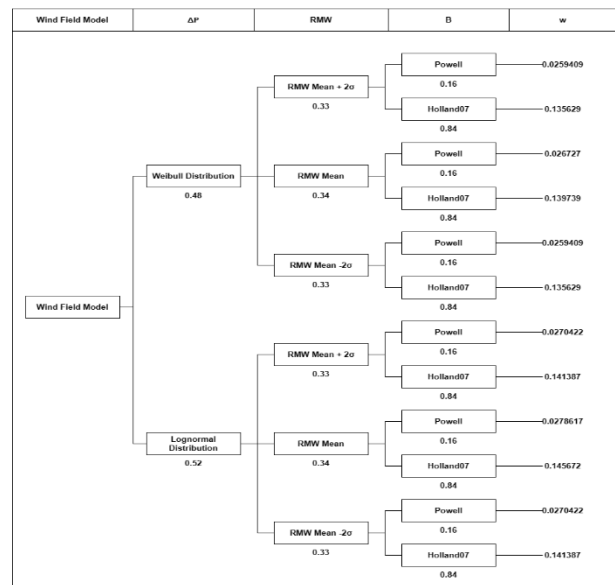 Wind Field Model ΔP RMW B w
Powell 0.0259409
0.16
RMW Mean + 2σ
0.33
Holland07 0.135629
0.84
Weibull Distribution
0.48
Powell 0.026727
0.16
RMW Mean
0.34
Holland07 0.139739
0.84
Powell 0.0259409
0.16
RMW Mean -2σ
0.33
Holland07 0.135629
0.84
Wind Field Model
Powell 0.0270422
0.16
RMW Mean + 2σ
0.33
Holland07 0.141387
0.84
Lognormal
Distribution
0.52
Powell 0.0278617
0.16
RMW Mean
0.34
Holland07 0.145672
0.84
Powell 0.0270422
0.16
RMW Mean -2σ
0.33
Holland07 0.141387
0.84